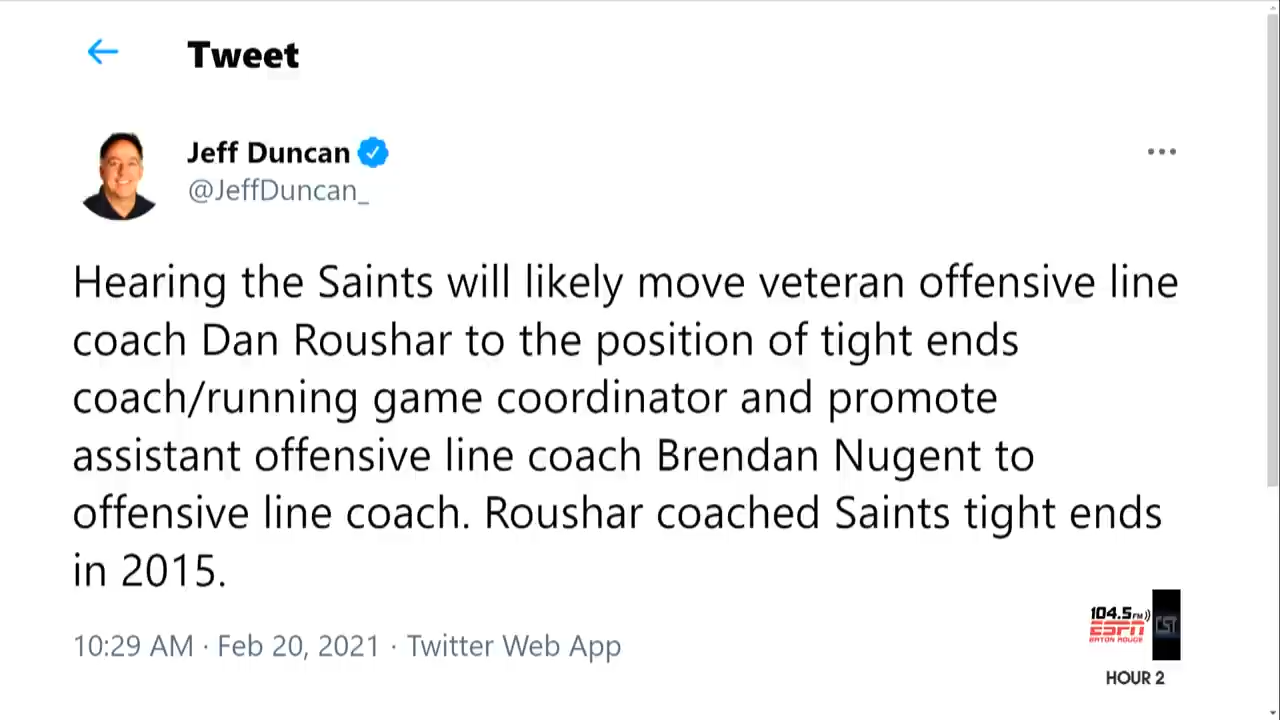 Tweet
Jeff Duncan
@JeffDuncan_
Hearing the Saints will likely move veteran offensive line
coach Dan Roushar to the position of tight ends
coach/running game coordinator and promote
assistant offensive line coach Brendan Nugent to
offensive line coach. Roushar coached Saints tight ends
in 2015.
10:29 AM · Feb 20, 2021 · Twitter Web App
104.5 FM
ESPN
BATON ROUGE
HOUR 2